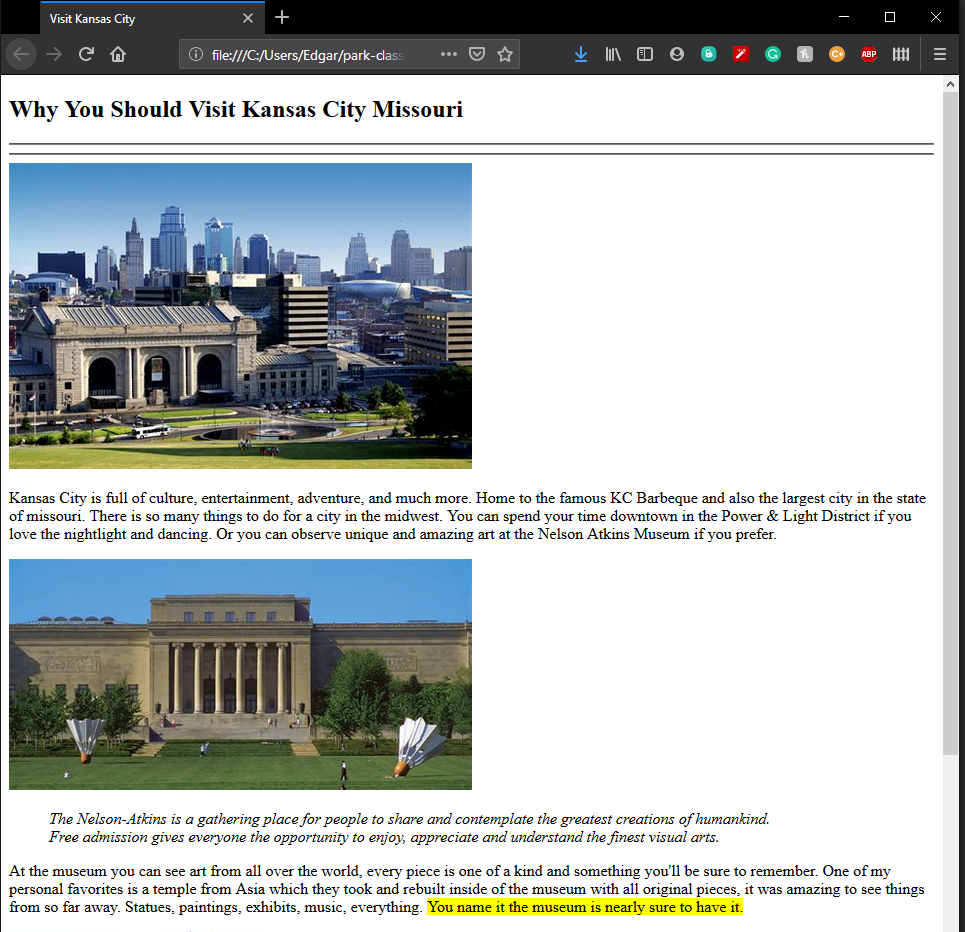 Visit Kansas City
file:///C:/Users/Edgar/park-class
ABP
Why You Should Visit Kansas City Missouri
Kansas City is full of culture, entertainment, adventure, and much more. Home to the famous KC Barbeque and also the largest city in the state
of missouri. There is so many things to do for a city in the midwest. You can spend your time downtown in the Power & Light District if you
love the nightlight and dancing. Or you can observe unique and amazing art at the Nelson Atkins Museum if you prefer.
The Nelson-Atkins is a gathering place for people to share and contemplate the greatest creations of humankind.
Free admission gives everyone the opportunity to enjoy, appreciate and understand the finest visual arts.
At the museum you can see art from all over the world, every piece is one of a kind and something you'll be sure to remember. One of my
personal favorites is a temple from Asia which they took and rebuilt inside of the museum with all original pieces, it was amazing to see things
from so far away. Statues, paintings, exhibits, music, everything. You name it the museum is nearly sure to have it.